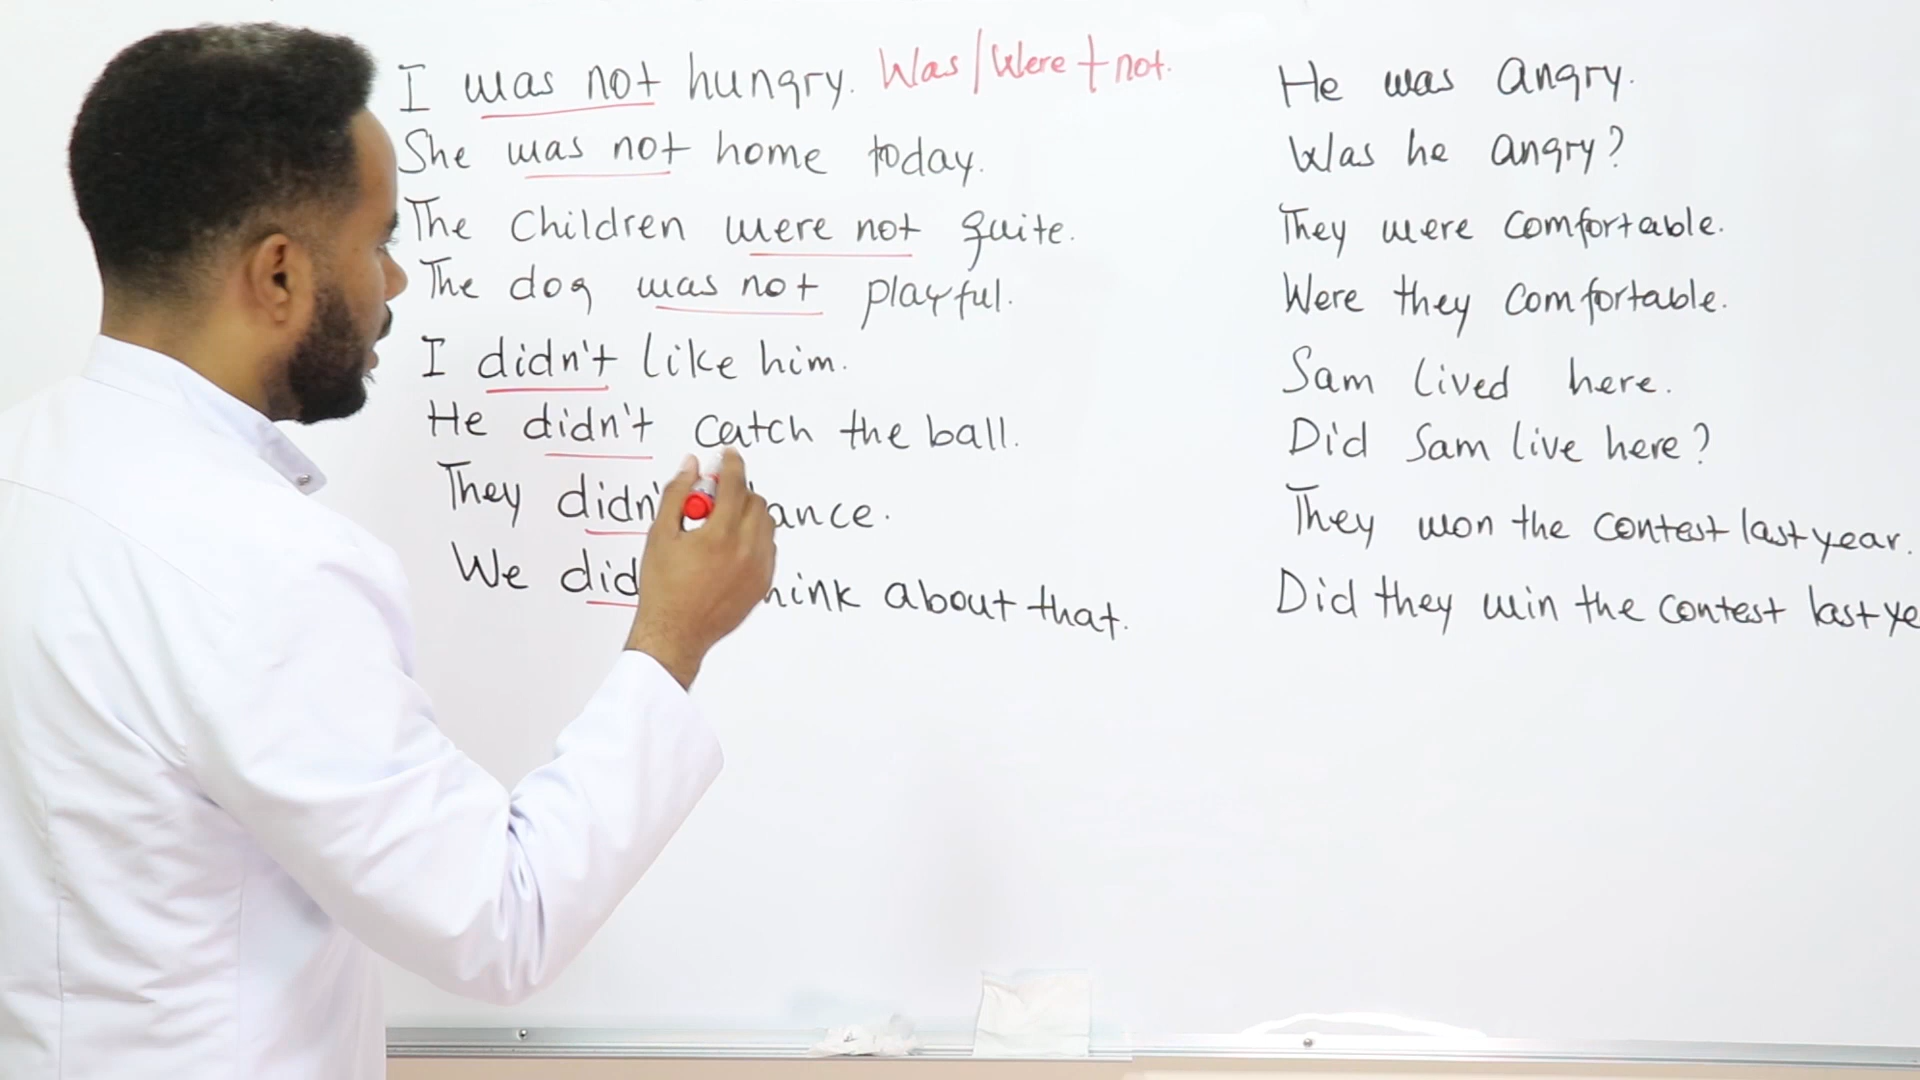 I was not hungry. Was/Were + not.
She was not home today.
The Children were not quite.
The dog was not playful.
I didn't like him.
He didn't catch the ball.
They didn
We did about that.
He was angry.
Was he angry?
They were comfortable.
Were they comfortable.
Sam lived here.
Did Sam live here?
They won the contest last year.
Did they win the contest last ye